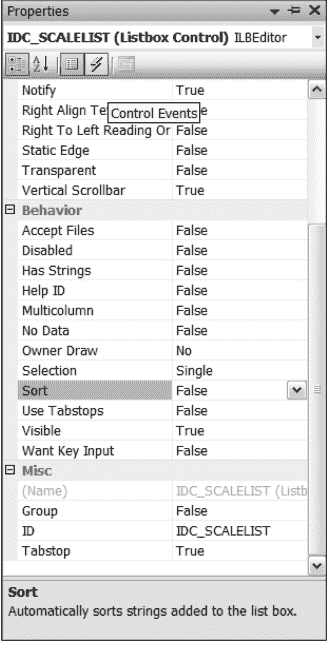 Properties
IDC_SCALELIST (Listbox Control) ILBEditor
Notify True
Right Align Te Control Events e
Right To Left Reading Or False
Static Edge False
Transparent False
Vertical Scrollbar True
Behavior
Accept Files False
Disabled False
Has Strings False
Help ID False
Multicolumn False
No Data False
Owner Draw No
Selection Single
Sort False
Use Tabstops False
Visible True
Want Key Input False
Misc
(Name) IDC_SCALELIST (Listb
Group False
ID IDC_SCALELIST
Tabstop True
Sort
Automatically sorts strings added to the list box.